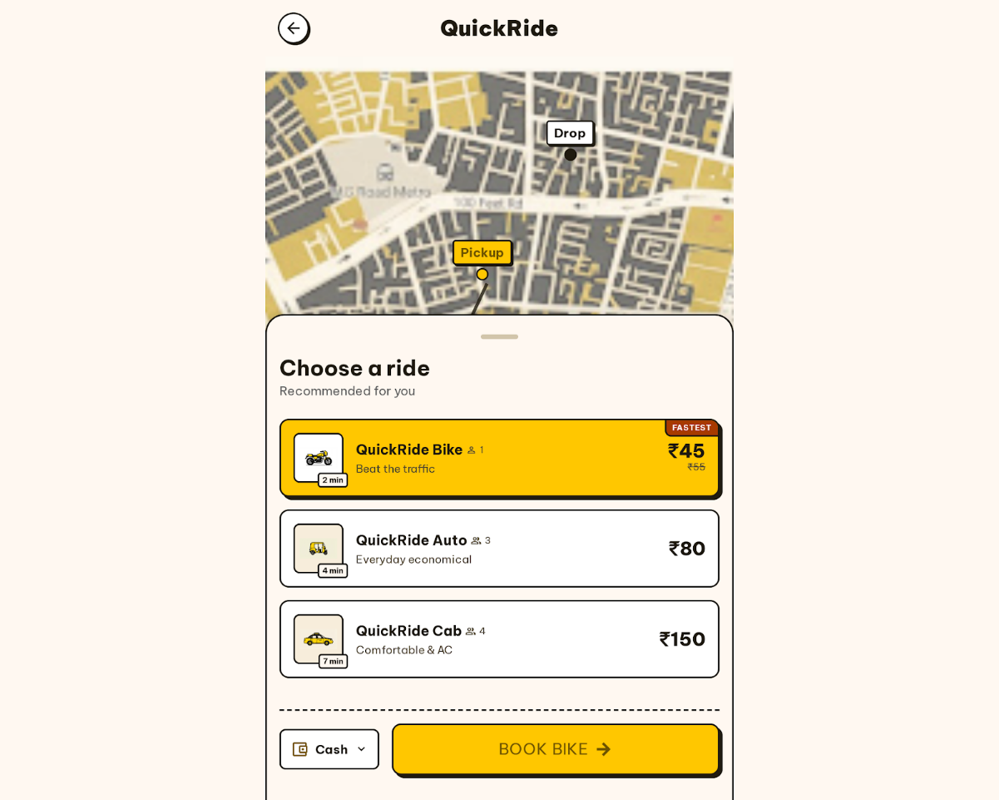 QuickRide
Drop
MG Road Metro
100 Feet Rd
Pickup
Choose a ride
Recommended for you
FASTEST
QuickRide Bike 1
₹45
Beat the traffic
₹55
2 min
QuickRide Auto 3
₹80
Everyday economical
4 min
QuickRide Cab 4
₹150
Comfortable & AC
7 min
Cash
BOOK BIKE